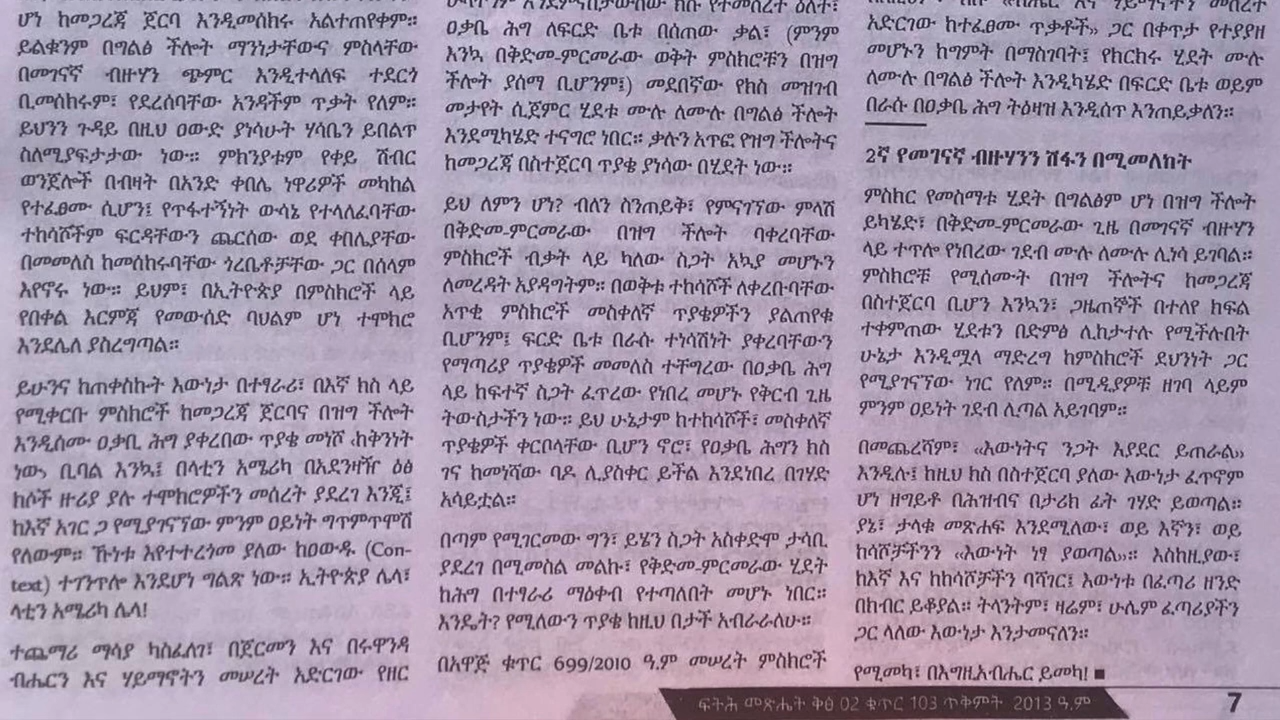 ሆነ ከመጋረጃ ጀርባ እንዲመሰክሩ አልተጠየቀም።
ይልቁንም በግልፅ ችሎት ማንነታቸውና ምስላቸው
በመገናኛ ብዙሃን ጭምር እንዲተላለፍ ተደርጎ
ቢመሰክሩም፣ የደረሰባቸው አንዳችም ጥቃት የለም።
ይህንን ጉዳይ በዚህ ዐውድ ያነሳሁት ሃሳቤን ይበልጥ
ስለሚያፍታታው ነው። ምክንያቱም የቀይ ሽብር
ወንጀሎች በብዛት በአንድ ቀበሌ ነዋሪዎች መካከል
የተፈፀሙ ሲሆን፤ የጥፋተኝነት ውሳኔ የተላለፈባቸው
ተከሳሾችም ፍርዳቸውን ጨርሰው ወደ ቀበሌያቸው
በመመለስ ከመሰከሩባቸው ጎረቤቶቻቸው ጋር በሰላም
እየኖሩ ነው። ይህም፣ በኢትዮጵያ በምስክሮች ላይ
የበቀል እርምጃ የመውሰድ ባህልም ሆነ ተሞክሮ
እንደሌለ ያስረግጣል።
ይሁንና ከጠቀስኩት እውነታ በተፃራሪ፣ በእኛ ክስ ላይ
የሚቀርቡ ምስክሮች ከመጋረጃ ጀርባና በዝግ ችሎት
እንዲሰሙ ዐቃቢ ሕግ ያቀረበው ጥያቄ መነሾ ‹ከቅንነት
ነው› ቢባል እንኳ፤ በላቲን አሜሪካ በአደንዛዥ ዕፅ
ክሶች ዙሪያ ያሉ ተሞክሮዎችን መሰረት ያደረገ እንጂ፤
ከእኛ አገር ጋ የሚያገናኘው ምንም ዐይነት ግጥምጥሞሽ
የለውም። ኹነቱ እየተተረጎመ ያለው ከዐውዱ (Con-
text) ተገንጥሎ እንደሆነ ግልጽ ነው። ኢትዮጵያ ሌላ፣
ላቲን አሜሪካ ሌላ!
ተጨማሪ ማሳያ ካስፈለገ፣ በጀርመን እና በሩዋንዳ
ብሔርን እና ሃይማኖትን መሠረት አድርገው የዘር
ዐቃቤ ሕግ ለፍርድ ቤቱ በሰጠው ቃል፣ (ምንም
እንኳ በቅድመ-ምርመራው ወቅት ምስክሮቹን በዝግ
ችሎት ያሰማ ቢሆንም፤) መደበኛው የክስ መዝገብ
መታየት ሲጀምር ሂደቱ ሙሉ ለሙሉ በግልፅ ችሎት
እንደሚካሄድ ተናግሮ ነበር። ቃሉን አጥፎ የዝግ ችሎትና
ከመጋረጃ በስተጀርባ ጥያቄ ያነሳው በሂደት ነው።
ይህ ለምን ሆነ? ብለን ስንጠይቅ፣ የምናገኘው ምላሽ
በቅድመ-ምርመራው በዝግ ችሎት ባቀረባቸው
ምስክሮች ብቃት ላይ ካለው ስጋት አኳያ መሆኑን
ለመረዳት አያዳግትም። በወቅቱ ተከሳሾች ለቀረቡባቸው
አጥቂ ምስክሮች መስቀለኛ ጥያቄዎችን ያልጠየቁ
ቢሆንም፤ ፍርድ ቤቱ በራሱ ተነሳሽነት ያቀረባቸውን
የማጣሪያ ጥያቄዎች መመለስ ተቸግረው በዐቃቤ ሕግ
ላይ ከፍተኛ ስጋት ፈጥረው የነበረ መሆኑ የቅርብ ጊዜ
ትውስታችን ነው። ይህ ሁኔታም ከተከሳሾች፣ መስቀለኛ
ጥያቄዎች ቀርበላቸው ቢሆን ኖሮ፣ የዐቃቤ ሕግን ክስ
ገና ከመነሻው ባዶ ሊያስቀር ይችል እንደነበረ በገሃድ
አሳይቷል።
በጣም የሚገርመው ግን፣ ይሄን ስጋት አስቀድሞ ታሳቢ
ያደረገ በሚመስል መልኩ፣ የቅድመ-ምርመራው ሂደት
ከሕግ በተፃራሪ ማዕቀብ የተጣለበት መሆኑ ነበር።
እንዴት? የሚለውን ጥያቄ ከዚህ በታች አብራራለሁ።
በአዋጅ ቁጥር 699/2010 ዓ.ም መሠረት ምስክሮች
አድርገው ከተፈፀሙ ጥቃቶች» ጋር በቀጥታ የተያያዘ
መሆኑን ከግምት በማስገባት፤ የክርክሩ ሂደት ሙሉ
ለሙሉ በግልፅ ችሎት እንዲካሄድ በፍርድ ቤቱ ወይም
በራሱ በዐቃቤ ሕግ ትዕዛዝ እንዲሰጥ እንጠይቃለን።
2ኛ የመገናኛ ብዙሃንን ሽፋን በሚመለከት
ምስክር የመስማቱ ሂደት በግልፅም ሆነ በዝግ ችሎት
ይካሄድ፣ በቅድመ-ምርመራው ጊዜ በመገናኛ ብዙሃን
ላይ ተጥሎ የነበረው ገደብ ሙሉ ለሙሉ ሊነሳ ይገባል።
ምስክሮቹ የሚሰሙት በዝግ ችሎትና ከመጋረጃ
በስተጀርባ ቢሆን እንኳን፣ ጋዜጠኞች በተለየ ክፍል
ተቀምጠው ሂደቱን በድምፅ ሊከታተሉ የሚችሉበት
ሁኔታ እንዲሟላ ማድረግ ከምስክሮች ደህንነት ጋር
የሚያገናኘው ነገር የለም። በሚዲያዎቹ ዘገባ ላይም
ምንም ዐይነት ገደብ ሊጣል አይገባም።
በመጨረሻም፣ ‹‹እውነትና ንጋት እያደር ይጠራል››
እንዲሉ፤ ከዚህ ክስ በስተጀርባ ያለው እውነታ ፈጥኖም
ሆነ ዘግይቶ በሕዝብና በታሪክ ፊት ገሃድ ይወጣል።
ያኔ፣ ታላቁ መጽሐፍ እንደሚለው፣ ወይ እኛን፣ ወይ
ከሳሾቻችንን ‹‹እውነት ነፃ ያወጣል››። እስከዚያው፣
ከእኛ እና ከከሳሾቻችን ባሻገር፤ እውነቱ በፈጣሪ ዘንድ
በክብር ይቆያል። ትላንትም፣ ዛሬም፣ ሁሌም ፈጣሪያችን
ጋር ላለው እውነታ እንታመናለን።
የሚመካ፣ በእግዚአብሔር ይመካ! ■
ፍትሕ መጽሔት ቅፅ 02 ቁጥር 103 ጥቅምት 2013 ዓ.ም
7